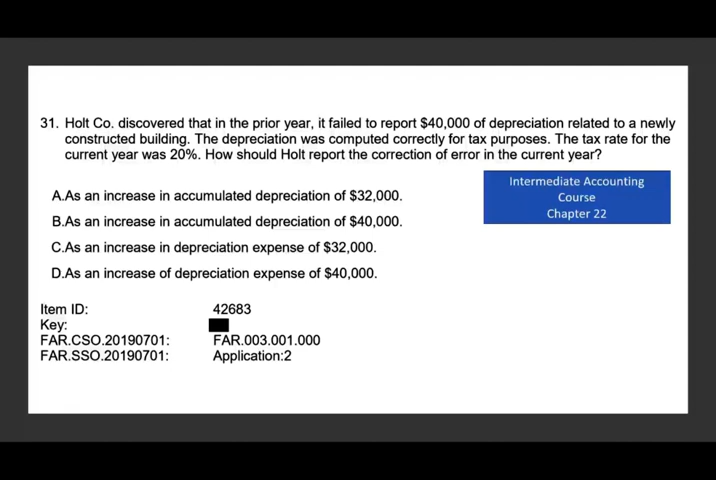 31. Holt Co. discovered that in the prior year, it failed to report $40,000 of depreciation related to a newly
constructed building. The depreciation was computed correctly for tax purposes. The tax rate for the
current year was 20%. How should Holt report the correction of error in the current year?
A.As an increase in accumulated depreciation of $32,000.
B.As an increase in accumulated depreciation of $40,000.
C.As an increase in depreciation expense of $32,000.
D.As an increase of depreciation expense of $40,000.
Intermediate Accounting
Course
Chapter 22
Item ID: 42683
Key:
FAR.CSO.20190701: FAR.003.001.000
FAR.SSO.20190701: Application:2